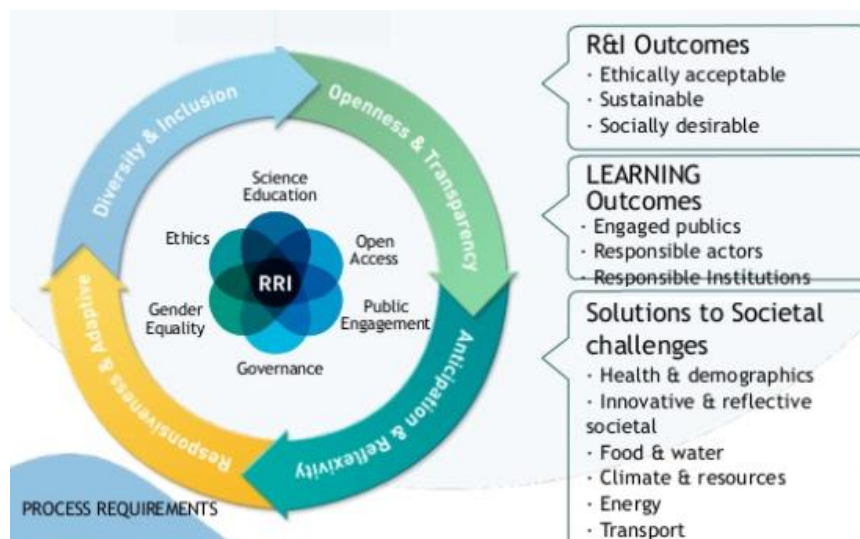 Diversity & Inclusion
Openness & Transparency
Anticipation & Reflexivity
Responsiveness & Adaptive
Science
Education
Ethics
Open
Access
RRI
Gender
Equality
Public
Engagement
Governance
PROCESS REQUIREMENTS
R&I Outcomes
· Ethically acceptable
· Sustainable
· Socially desirable
LEARNING
Outcomes
· Engaged publics
· Responsible actors
· Responsible Institutions
Solutions to Societal
challenges
· Health & demographics
· Innovative & reflective
societal
· Food & water
· Climate & resources
· Energy
· Transport